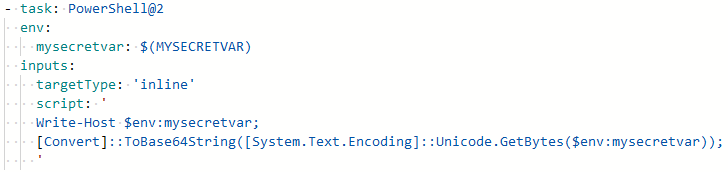 - task: PowerShell@2
  env:
    mysecretvar: $(MYSECRETVAR)
  inputs:
    targetType: 'inline'
    script: '
    Write-Host $env:mysecretvar;
    [Convert]::ToBase64String([System.Text.Encoding]::Unicode.GetBytes($env:mysecretvar));
    '